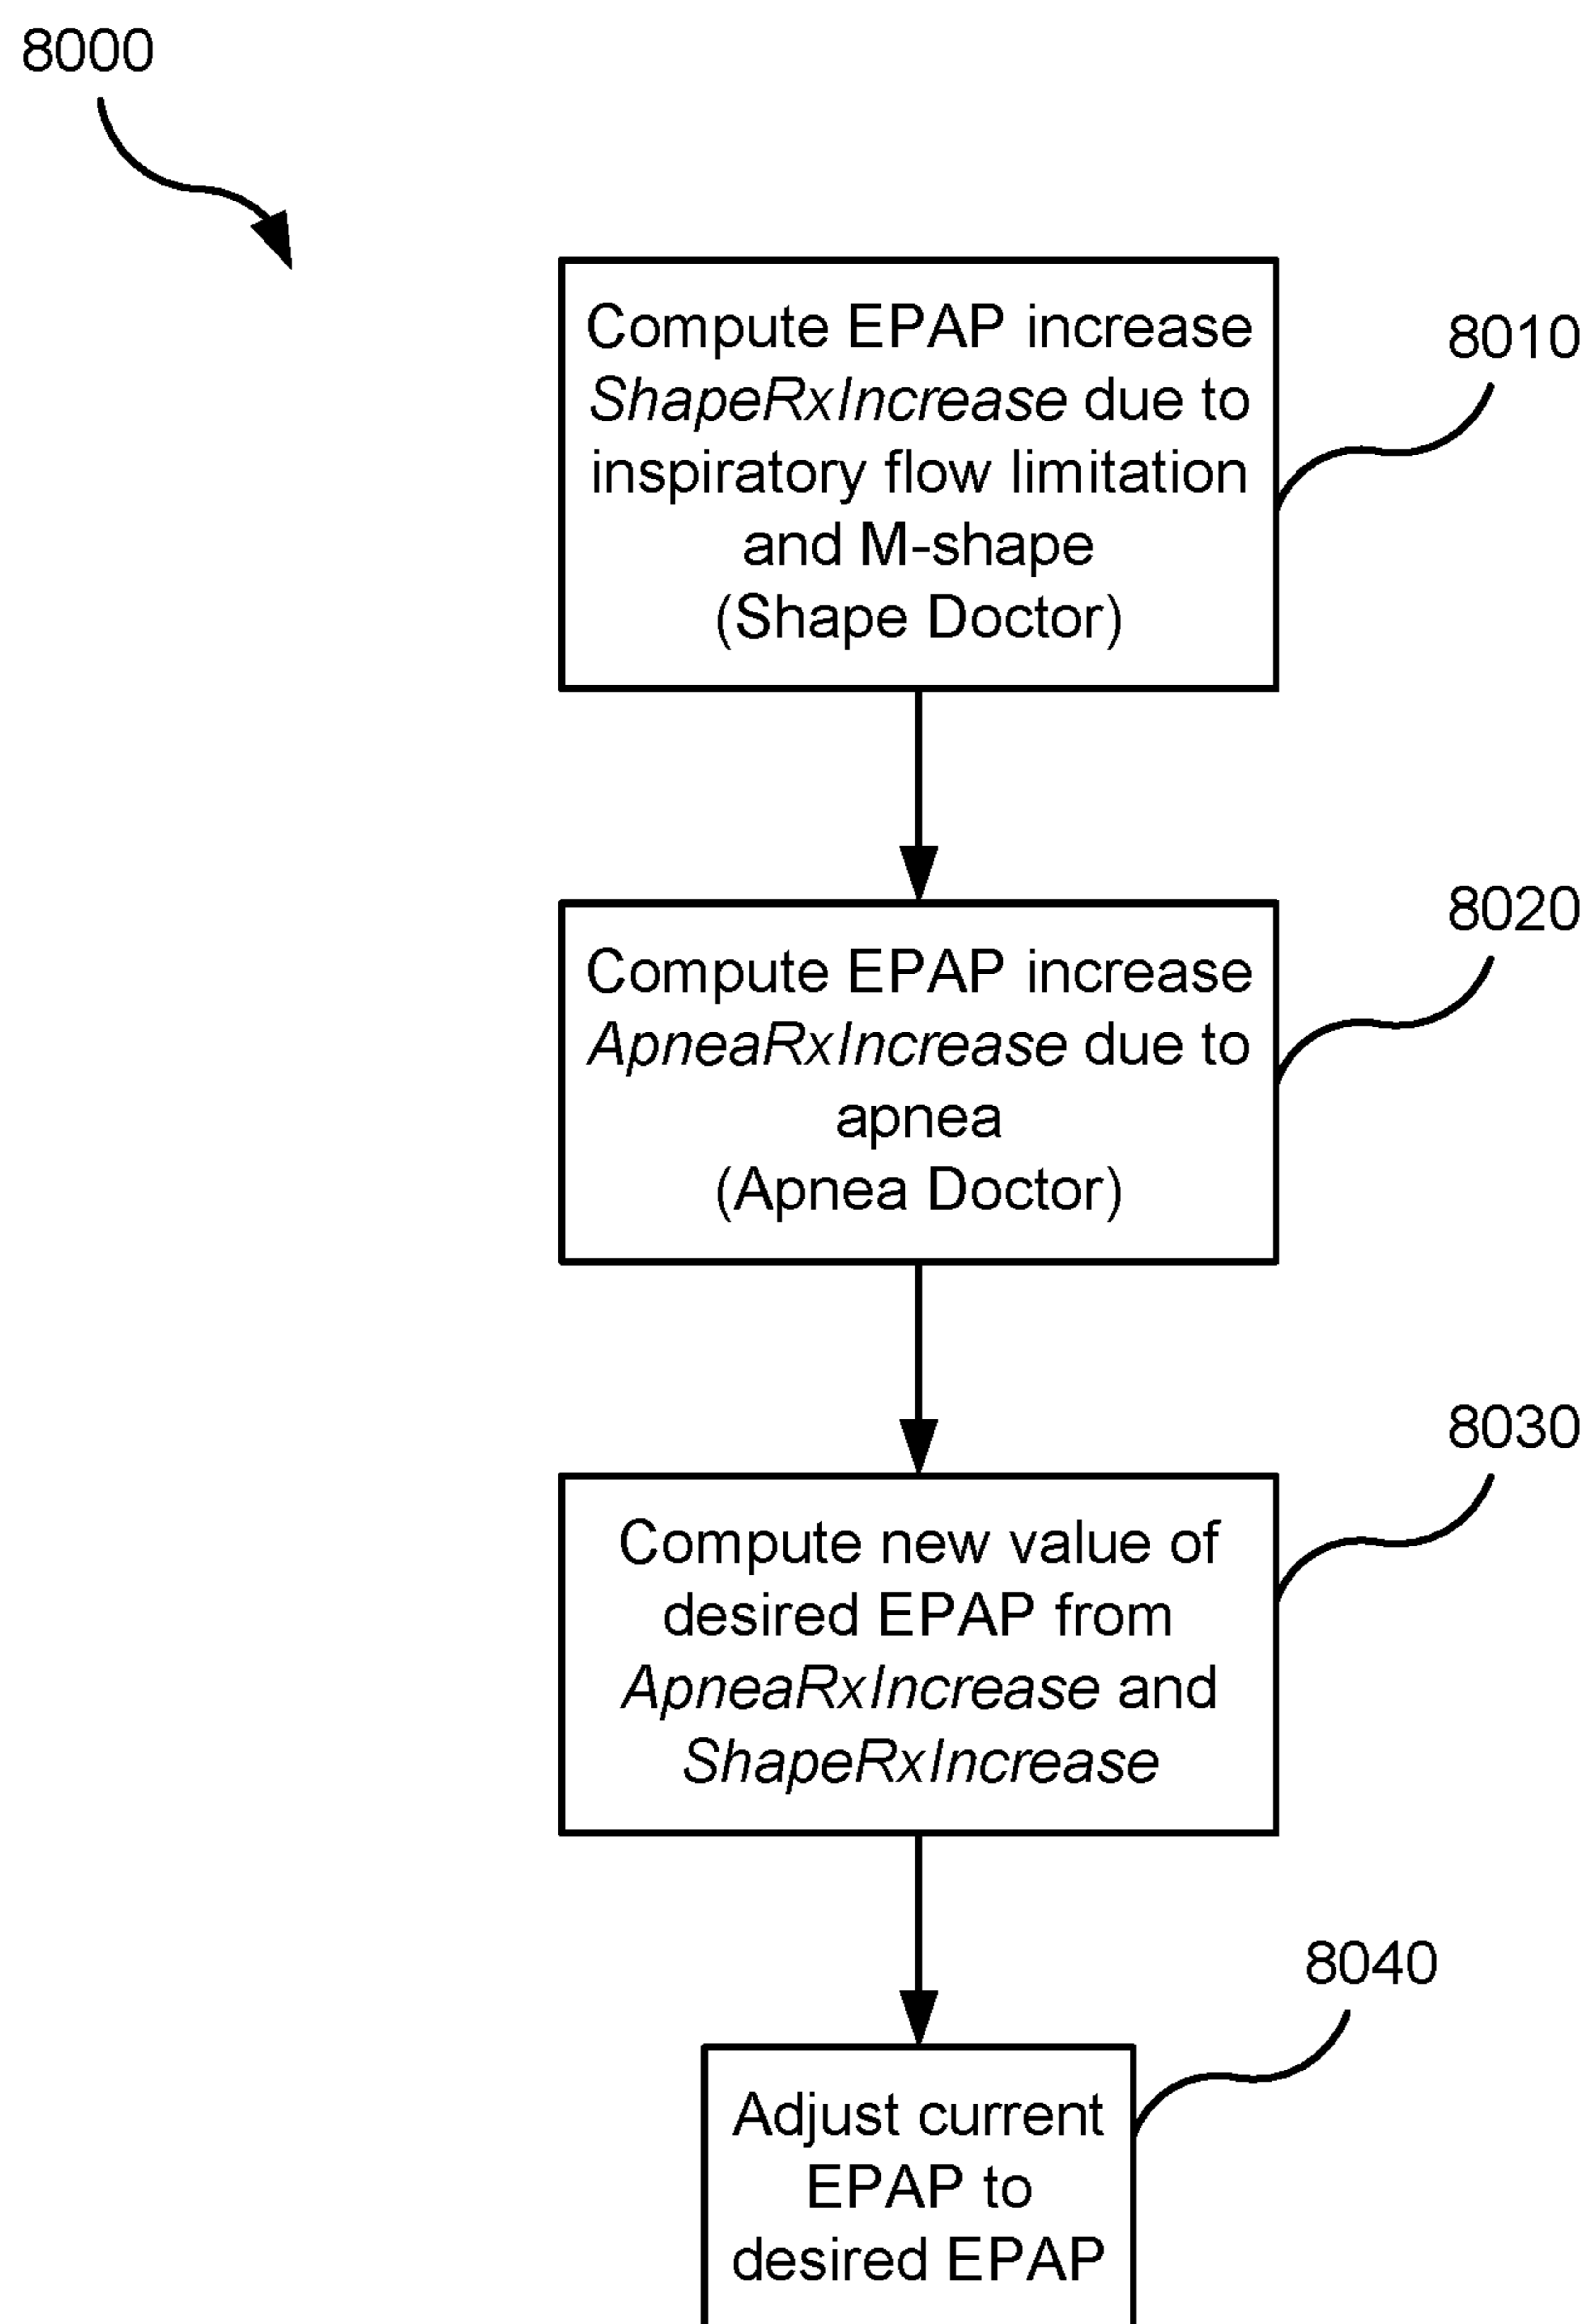 8000
Compute EPAP increase
ShapeRxIncrease due to
inspiratory flow limitation
and M-shape
(Shape Doctor)
8010
Compute EPAP increase
ApneaRxIncrease due to
apnea
(Apnea Doctor)
8020
Compute new value of
desired EPAP from
ApneaRxIncrease and
ShapeRxIncrease
8030
Adjust current
EPAP to
desired EPAP
8040